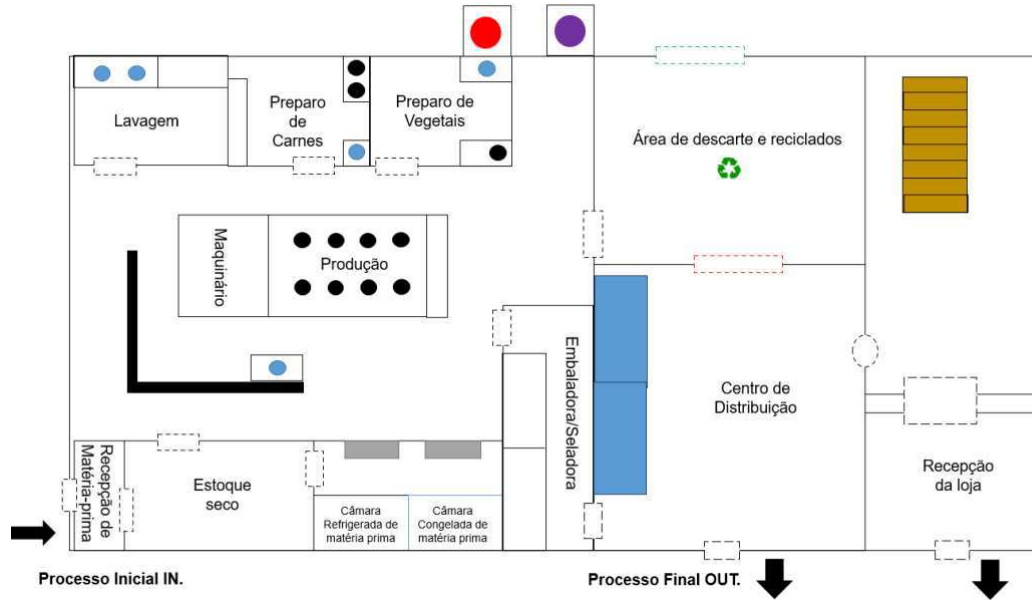 Lavagem
Preparo
de
Carnes
Preparo de
Vegetais
Área de descarte e reciclados
Maquinário
Produção
Embaladora/Seladora
Centro de
Distribuição
Recepção de
Matéria-prima
Estoque
seco
Câmara
Refrigerada de
matéria prima
Câmara
Congelada de
matéria prima
Recepção
da loja
Processo Inicial IN.
Processo Final OUT.